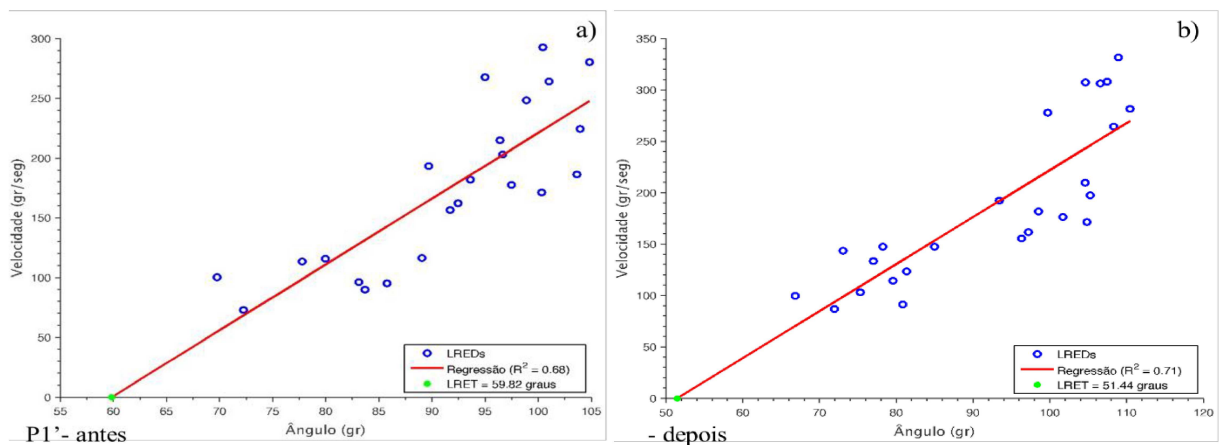 a)
300
250
200
150
100
50
0
Velocidade (gr/seg)
55 60 65 70 75 80 85 90 95 100 105
Ângulo (gr)
LREDs
Regressão (R² = 0.68)
LRET = 59.82 graus
P1'- antes
b)
350
300
250
200
150
100
50
0
Velocidade (gr/seg)
50 60 70 80 90 100 110 120
Ângulo (gr)
LREDs
Regressão (R² = 0.71)
LRET = 51.44 graus
- depois